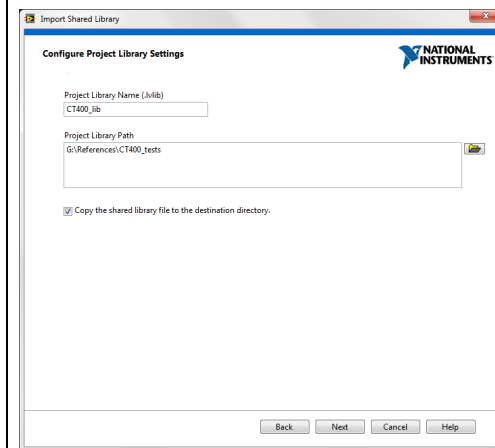 Import Shared Library
Configure Project Library Settings
NATIONAL
INSTRUMENTS
Project Library Name (.lvlib)
CT400_lib
Project Library Path
G:\References\CT400_tests
Copy the shared library file to the destination directory.
Back Next Cancel Help